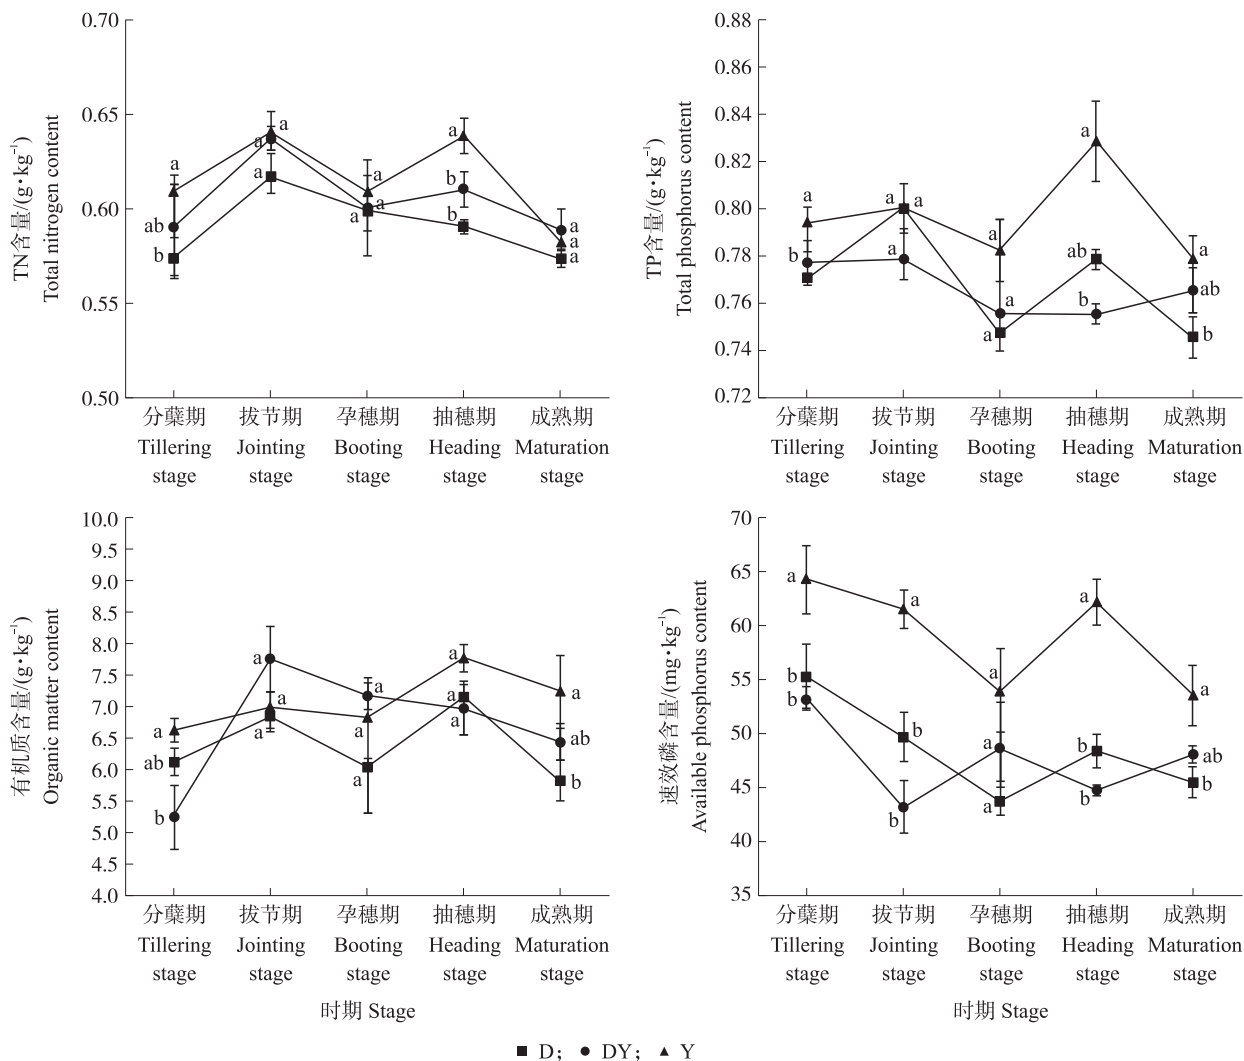 TN含量/(g·kg⁻¹)
Total nitrogen content
0.70
0.65
0.60
0.55
0.50
a
ab
b
a
a
a
a
a
a
a
b
b
a
a
a
分蘖期 拔节期 孕穗期 抽穗期 成熟期
Tillering Jointing Booting Heading Maturation
stage stage stage stage stage
TP含量/(g·kg⁻¹)
Total phosphorus content
0.88
0.86
0.84
0.82
0.80
0.78
0.76
0.74
0.72
a
b
a a
a
a
a
a
a
ab
b
a
ab
b
分蘖期 拔节期 孕穗期 抽穗期 成熟期
Tillering Jointing Booting Heading Maturation
stage stage stage stage stage
有机质含量/(g·kg⁻¹)
Organic matter content
10.0
9.5
9.0
8.5
8.0
7.5
7.0
6.5
6.0
5.5
5.0
4.5
4.0
a
ab
b
a
a
a
a
a
a
a
a
a
a
ab
b
分蘖期 拔节期 孕穗期 抽穗期 成熟期
Tillering Jointing Booting Heading Maturation
stage stage stage stage stage
时期 Stage
速效磷含量/(mg·kg⁻¹)
Available phosphorus content
70
65
60
55
50
45
40
35
a
b
b
a
b
b
a
a
a
a
b
b
a
ab
b
分蘖期 拔节期 孕穗期 抽穗期 成熟期
Tillering Jointing Booting Heading Maturation
stage stage stage stage stage
时期 Stage
D; DY; Y